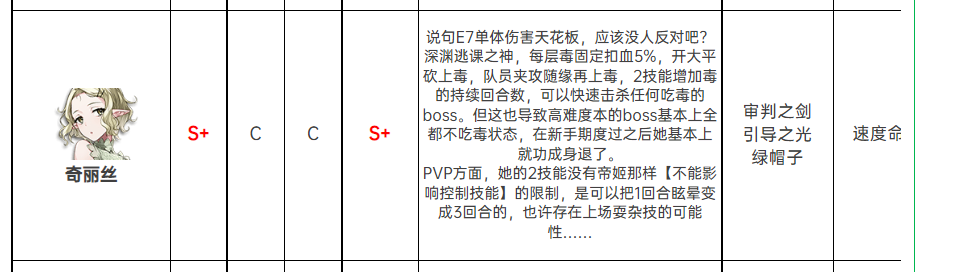 奇丽丝
S+
C
C
S+
说句E7单体伤害天花板，应该没人反对吧？
深渊逃课之神，每层毒固定扣血5%，开大平
砍上毒，队员夹攻随缘再上毒，2技能增加毒
的持续回合数，可以快速击杀任何吃毒的
boss。但这也导致高难度本的boss基本上全
都不吃毒状态，在新手期度过之后她基本上
就功成身退了。
PVP方面，她的2技能没有帝姬那样【不能影
响控制技能】的限制，是可以把1回合眩晕变
成3回合的，也许存在上场耍杂技的可能
性……
审判之剑
引导之光
绿帽子
速度命